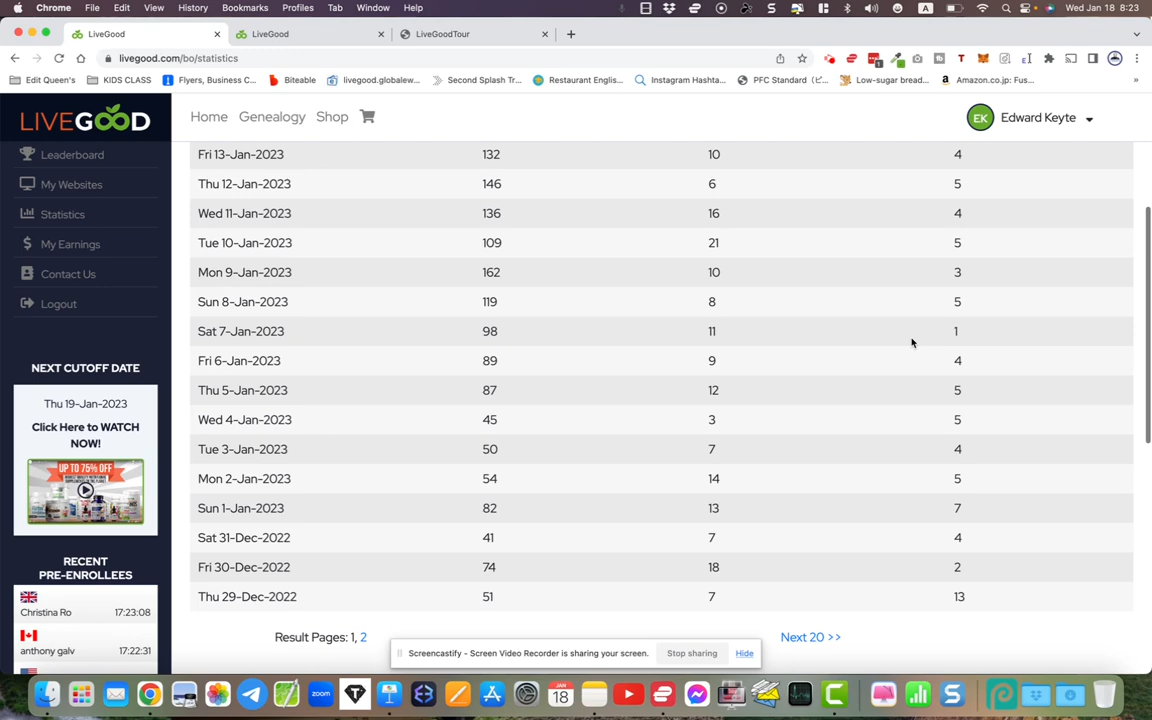 Chrome File Edit View History Bookmarks Profiles Tab Window Help A Wed Jan 18 8:23
LiveGood LiveGood LiveGoodTour
livegood.com/bo/statistics
Edit Queen's KIDS CLASS Flyers, Business C... Biteable livegood.globalew... Second Splash Tr... Restaurant Englis... Instagram Hashta... PFC Standard (ビ... Low-sugar bread... Amazon.co.jp: Fus...
LIVEGOOD Home Genealogy Shop EK Edward Keyte
Leaderboard
My Websites
Statistics
My Earnings
Contact Us
Logout
NEXT CUTOFF DATE
Thu 19-Jan-2023
Click Here to WATCH
NOW!
UP TO 75% OFF
RECENT
PRE-ENROLLEES
Christina Ro 17:23:08
anthony galv 17:22:31
Fri 13-Jan-2023 132 10 4
Thu 12-Jan-2023 146 6 5
Wed 11-Jan-2023 136 16 4
Tue 10-Jan-2023 109 21 5
Mon 9-Jan-2023 162 10 3
Sun 8-Jan-2023 119 8 5
Sat 7-Jan-2023 98 11 1
Fri 6-Jan-2023 89 9 4
Thu 5-Jan-2023 87 12 5
Wed 4-Jan-2023 45 3 5
Tue 3-Jan-2023 50 7 4
Mon 2-Jan-2023 54 14 5
Sun 1-Jan-2023 82 13 7
Sat 31-Dec-2022 41 7 4
Fri 30-Dec-2022 74 18 2
Thu 29-Dec-2022 51 7 13
Result Pages: 1, 2 Next 20 >>
Screencastify - Screen Video Recorder is sharing your screen. Stop sharing Hide
zoom JAN 18